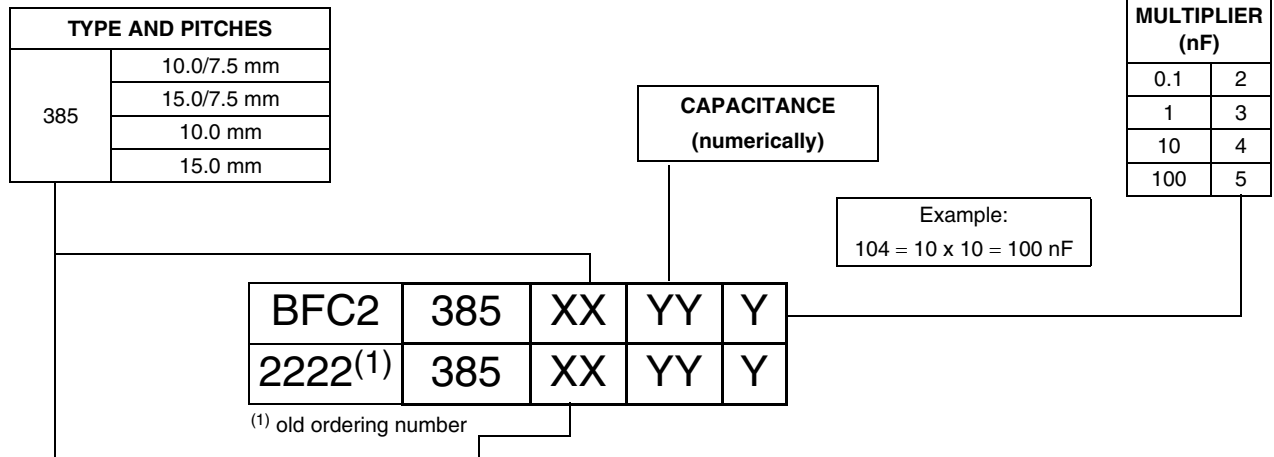 TYPE AND PITCHES
385
10.0/7.5 mm
15.0/7.5 mm
10.0 mm
15.0 mm
CAPACITANCE
(numerically)
MULTIPLIER
(nF)
0.1 2
1 3
10 4
100 5
Example:
104 = 10 x 10 = 100 nF
BFC2 385 XX YY Y
2222(1) 385 XX YY Y
(1) old ordering number